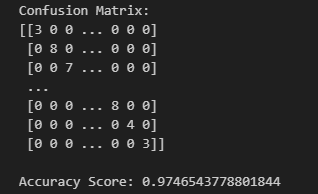 Confusion Matrix:
[[3 0 0 ... 0 0 0]
 [0 8 0 ... 0 0 0]
 [0 0 7 ... 0 0 0]
 ...
 [0 0 0 ... 8 0 0]
 [0 0 0 ... 0 4 0]
 [0 0 0 ... 0 0 3]]
Accuracy Score: 0.9746543778801844